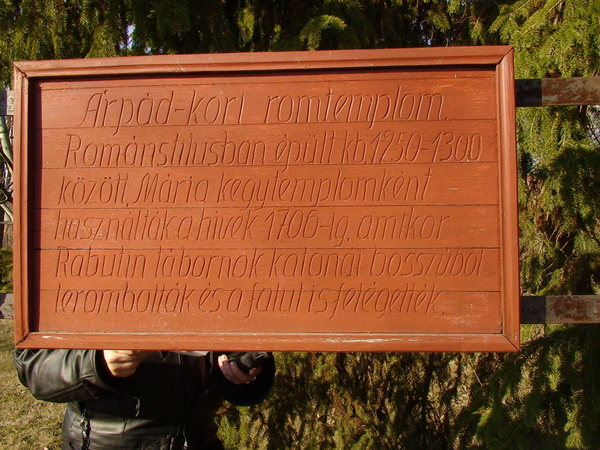 Árpád-kori romtemplom.
Románstílusban épült kb. 1250-1300
között, Mária kegytemplomként
használták a hívek 1706-ig, amikor
Rabutin tábornok katonái bosszúból
lerombolták és a falut is felégették.